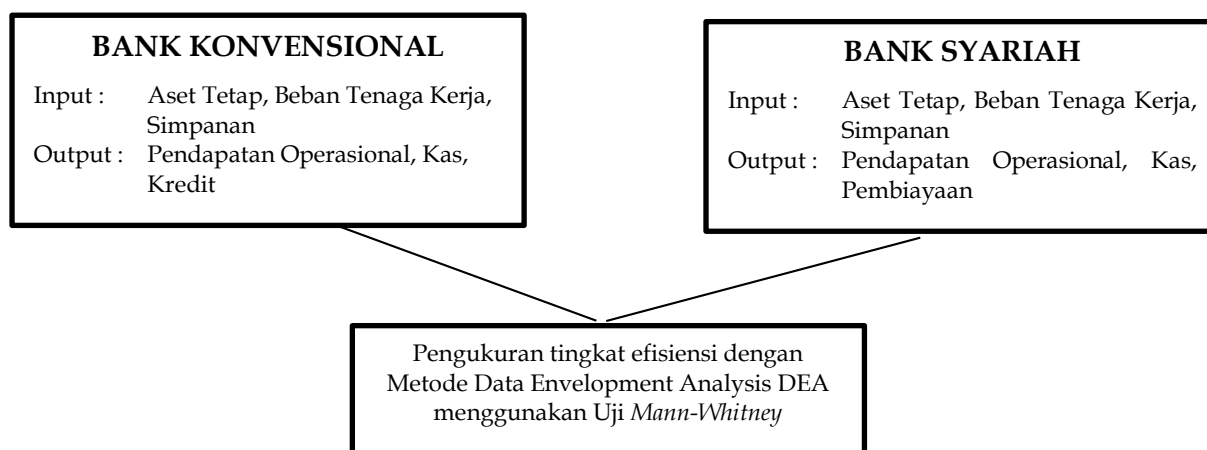 BANK KONVENSIONAL
Input : Aset Tetap, Beban Tenaga Kerja,
Simpanan
Output : Pendapatan Operasional, Kas,
Kredit
BANK SYARIAH
Input : Aset Tetap, Beban Tenaga Kerja,
Simpanan
Output : Pendapatan Operasional, Kas,
Pembiayaan
Pengukuran tingkat efisiensi dengan
Metode Data Envelopment Analysis DEA
menggunakan Uji Mann-Whitney